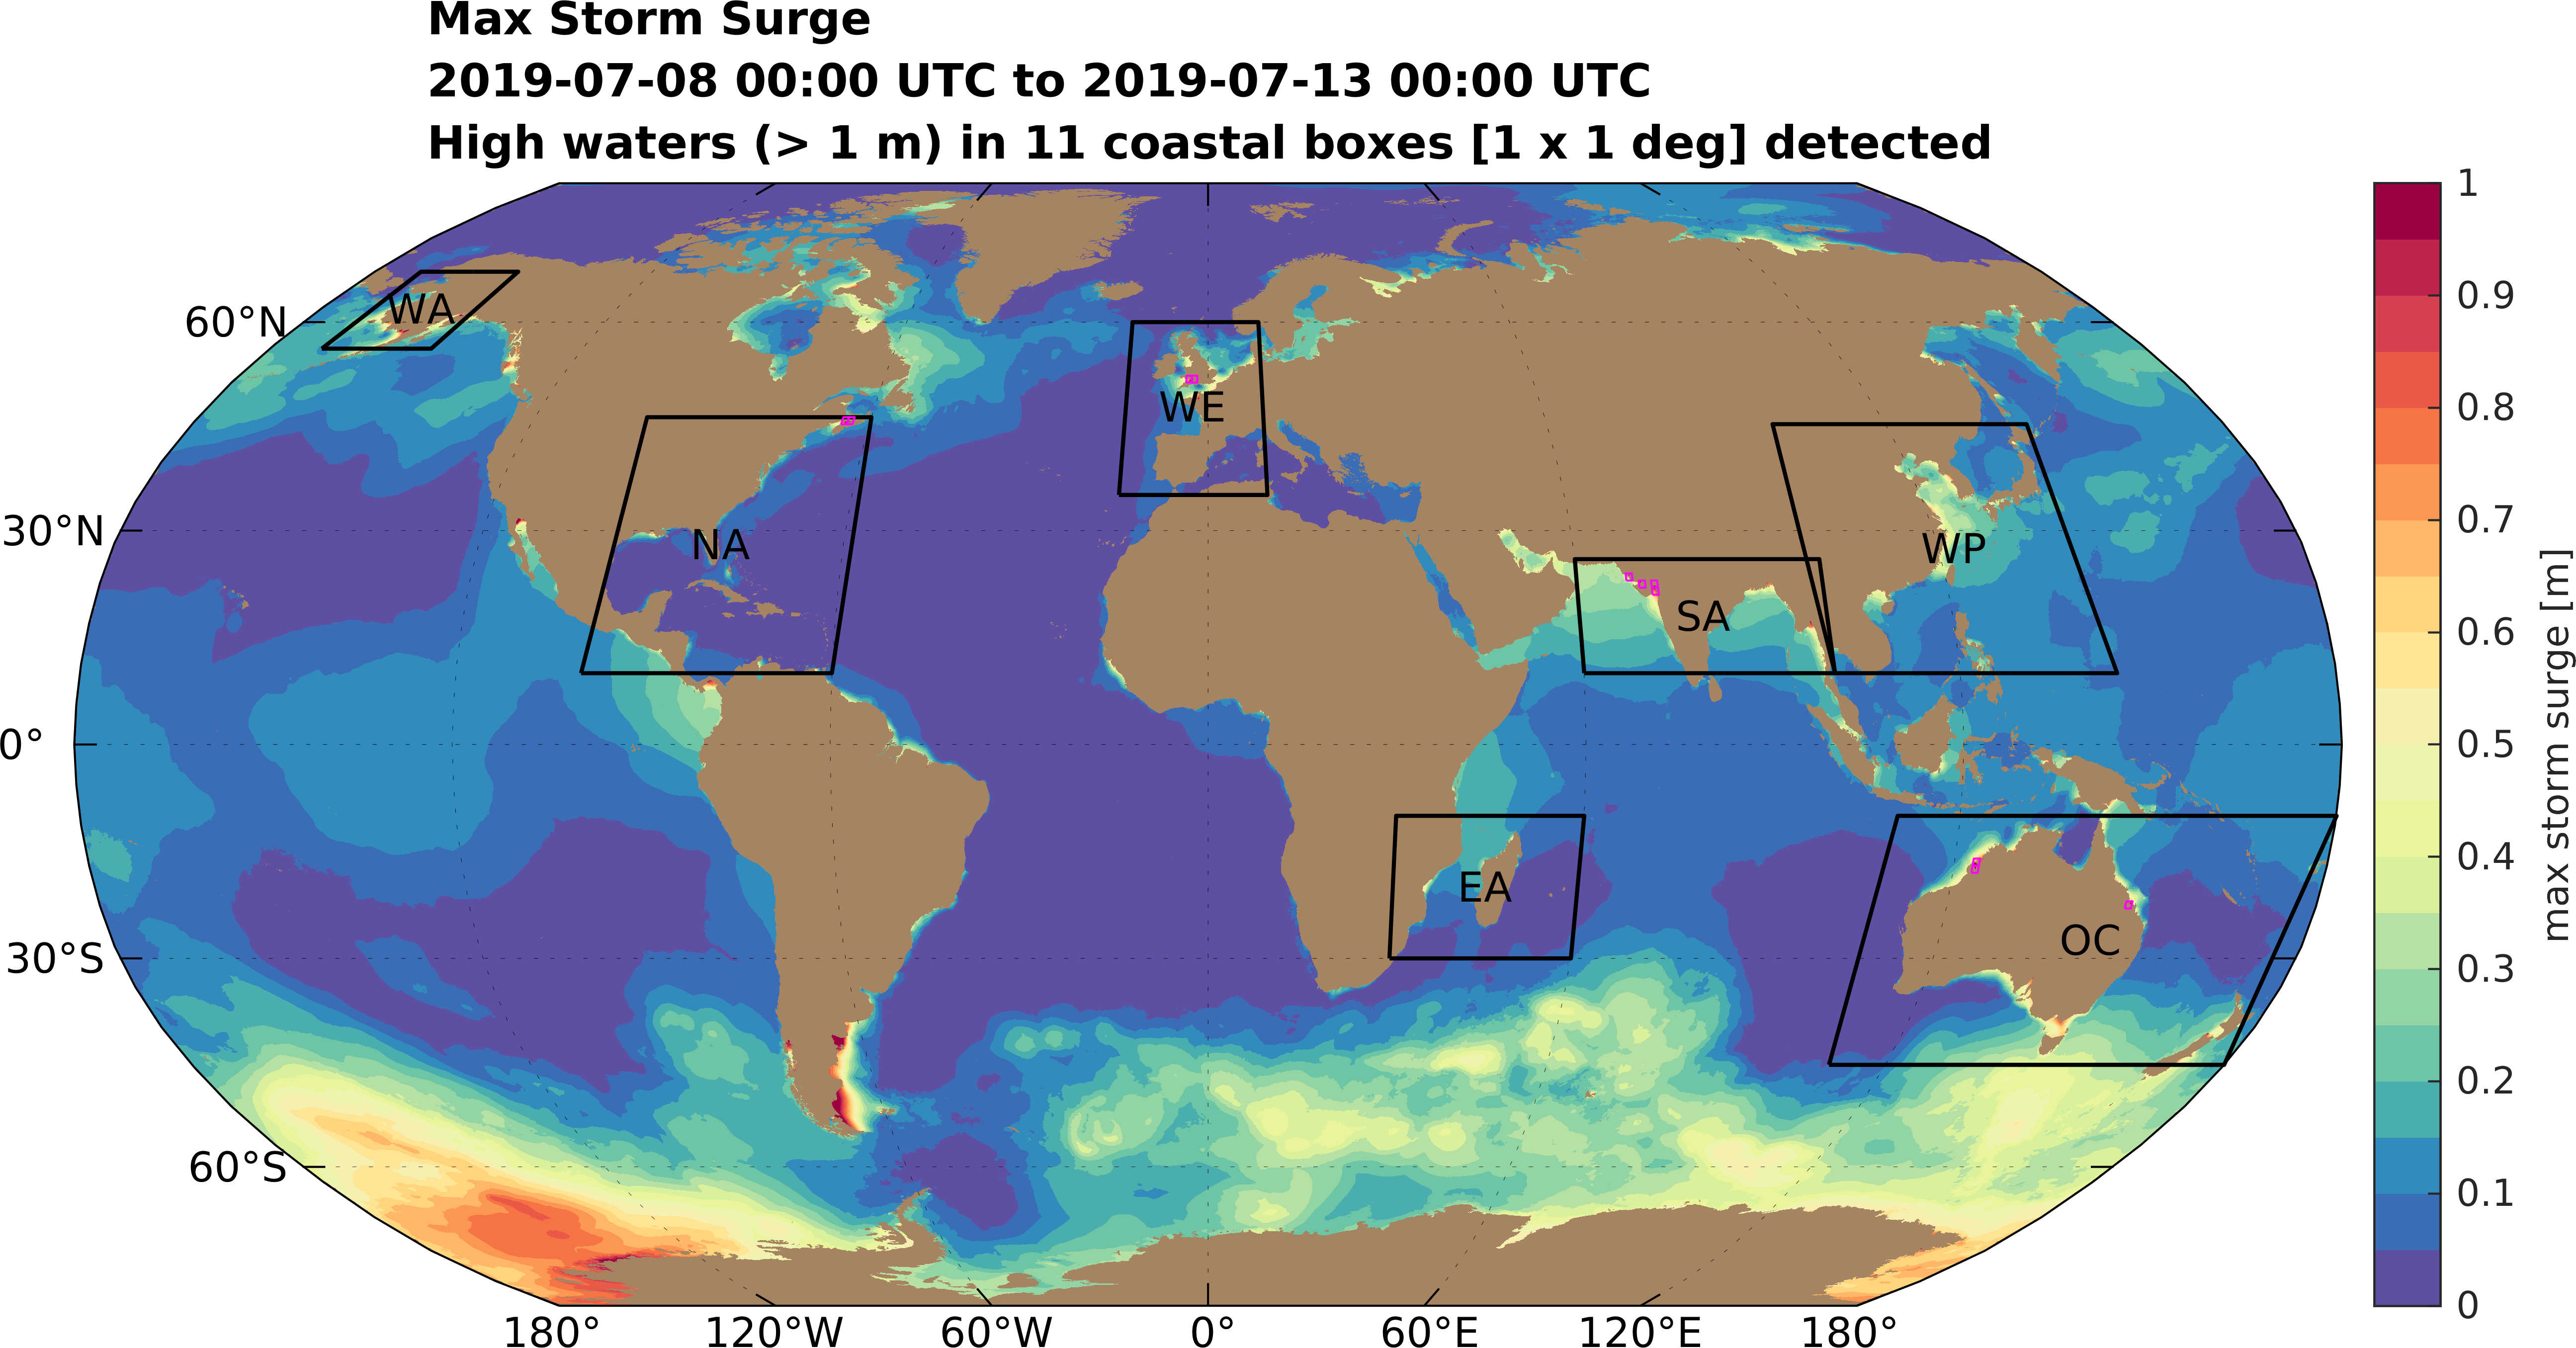 Max Storm Surge
2019-07-08 00:00 UTC to 2019-07-13 00:00 UTC
High waters (> 1 m) in 11 coastal boxes [1 x 1 deg] detected
60°N
30°N
0°
30°S
60°S
WA
NA
WE
SA
WP
EA
OC
180°
120°W
60°W
0°
60°E
120°E
180°
1
0.9
0.8
0.7
0.6
0.5
0.4
0.3
0.2
0.1
0
max storm surge [m]